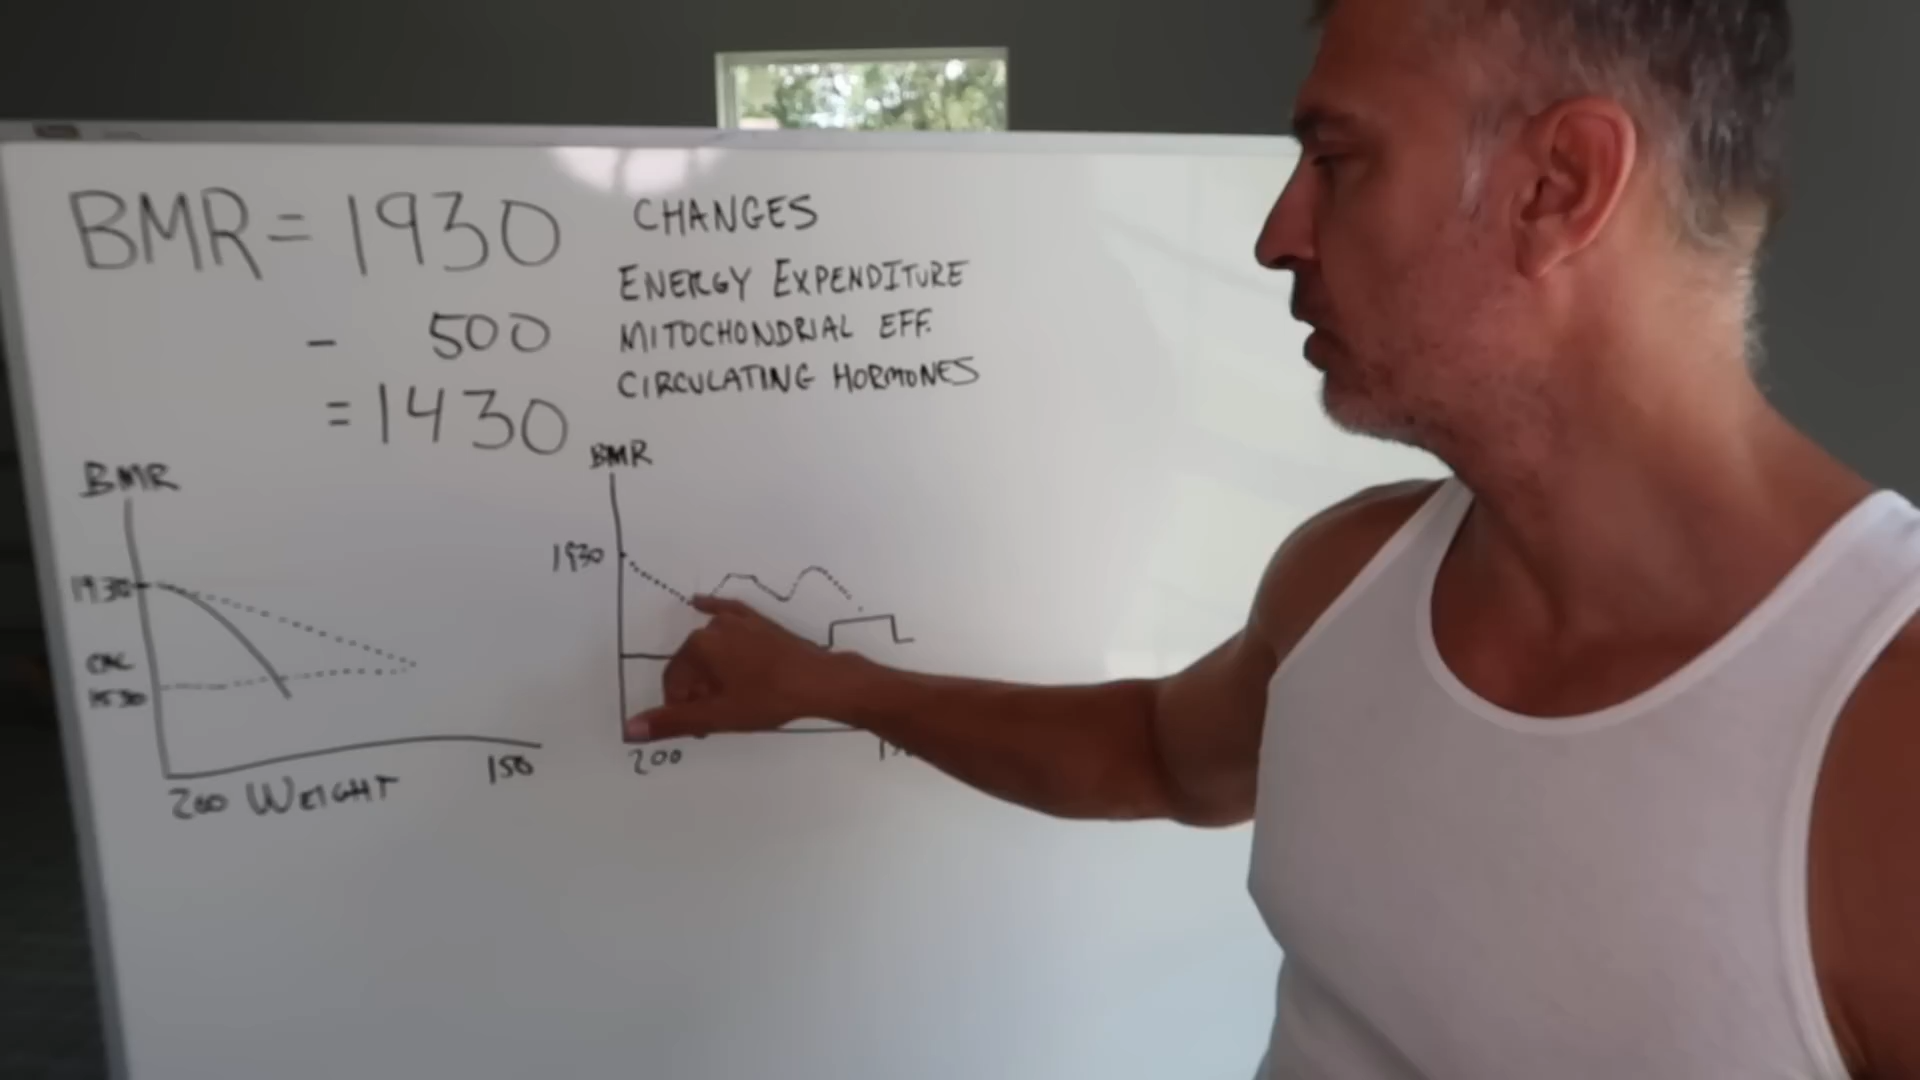 BMR = 1930
- 500
= 1430
CHANGES
ENERGY EXPENDITURE
MITOCHONDRIAL EFF.
CIRCULATING HORMONES
BMR
1930
CAL
200 WEIGHT 150
BMR
1930
200